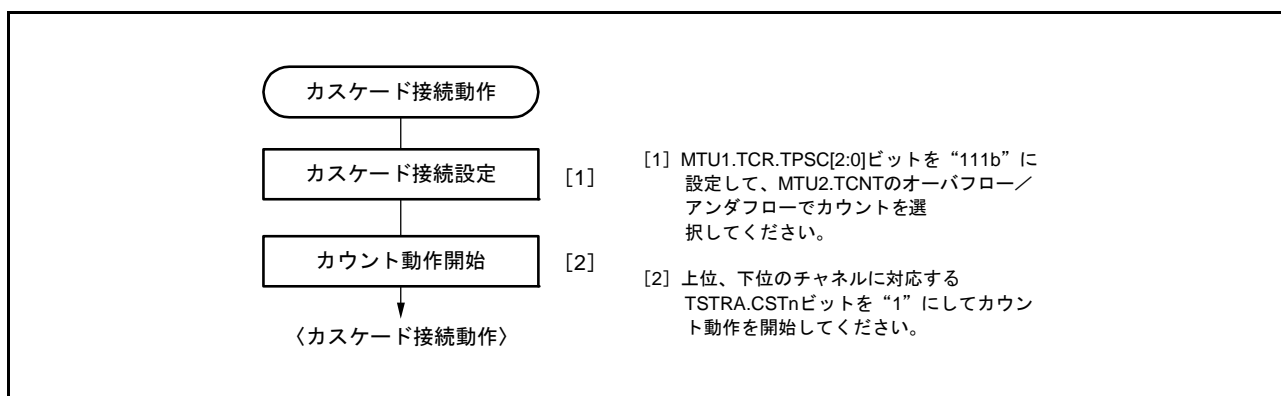 カスケード接続動作
カスケード接続設定
［1］
カウント動作開始
［2］
〈カスケード接続動作〉
［1］MTU1.TCR.TPSC[2:0]ビットを“111b”に
設定して、MTU2.TCNTのオーバフロー／
アンダフローでカウントを選
択してください。
［2］上位、下位のチャネルに対応する
TSTRA.CSTnビットを“1”にしてカウン
ト動作を開始してください。